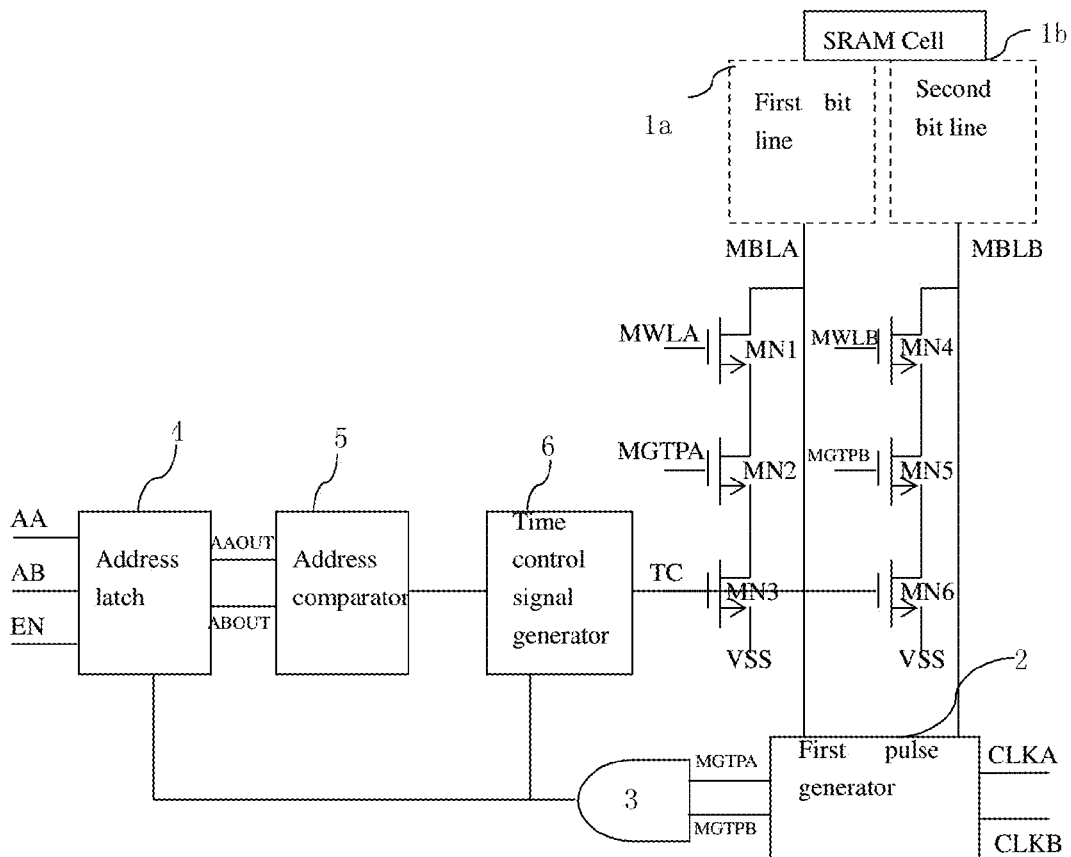 SRAM Cell
1b
1a
First bit
line
Second
bit line
MBLA
MBLB
MWLA
MN1
MWLB
MN4
MGTPA
MN2
MGTPB
MN5
4
5
6
AA
AB
EN
Address
latch
AAOUT
ABOUT
Address
comparator
Time
control
signal
generator
TC
MN3
MN6
VSS
VSS
2
3
MGTPA
MGTPB
First pulse
generator
CLKA
CLKB